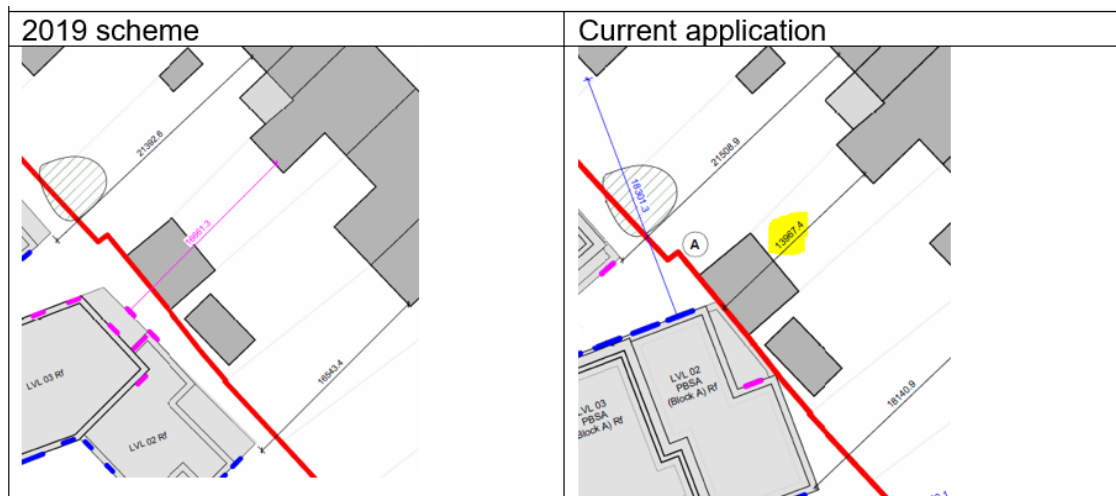 2019 scheme
Current application
21392.6
16661.3
16543.4
LVL 03 Rf
LVL 02 Rf
18301.3
21508.9
A
13967.4
18140.9
LVL 02
PBSA
(Block A) Rf
LVL 03
PBSA
(Block A) Rf